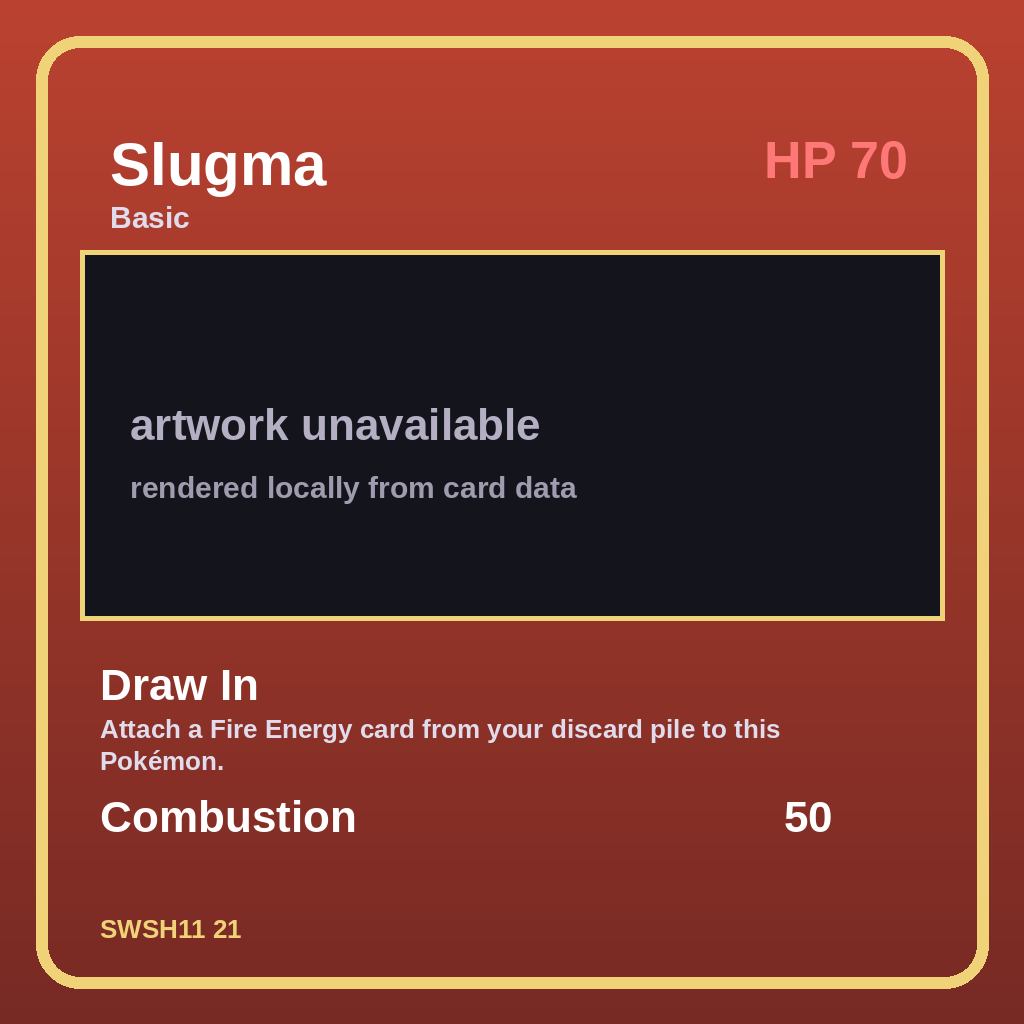 Slugma
HP 70
Basic
artwork unavailable
rendered locally from card data
Draw In
Attach a Fire Energy card from your discard pile to this
Pokémon.
Combustion
50
SWSH11 21